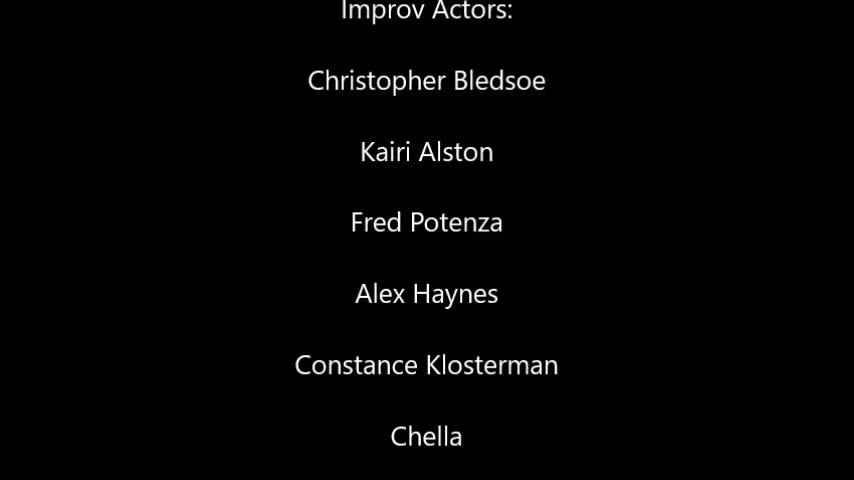 Improv Actors:
Christopher Bledsoe
Kairi Alston
Fred Potenza
Alex Haynes
Constance Klosterman
Chella